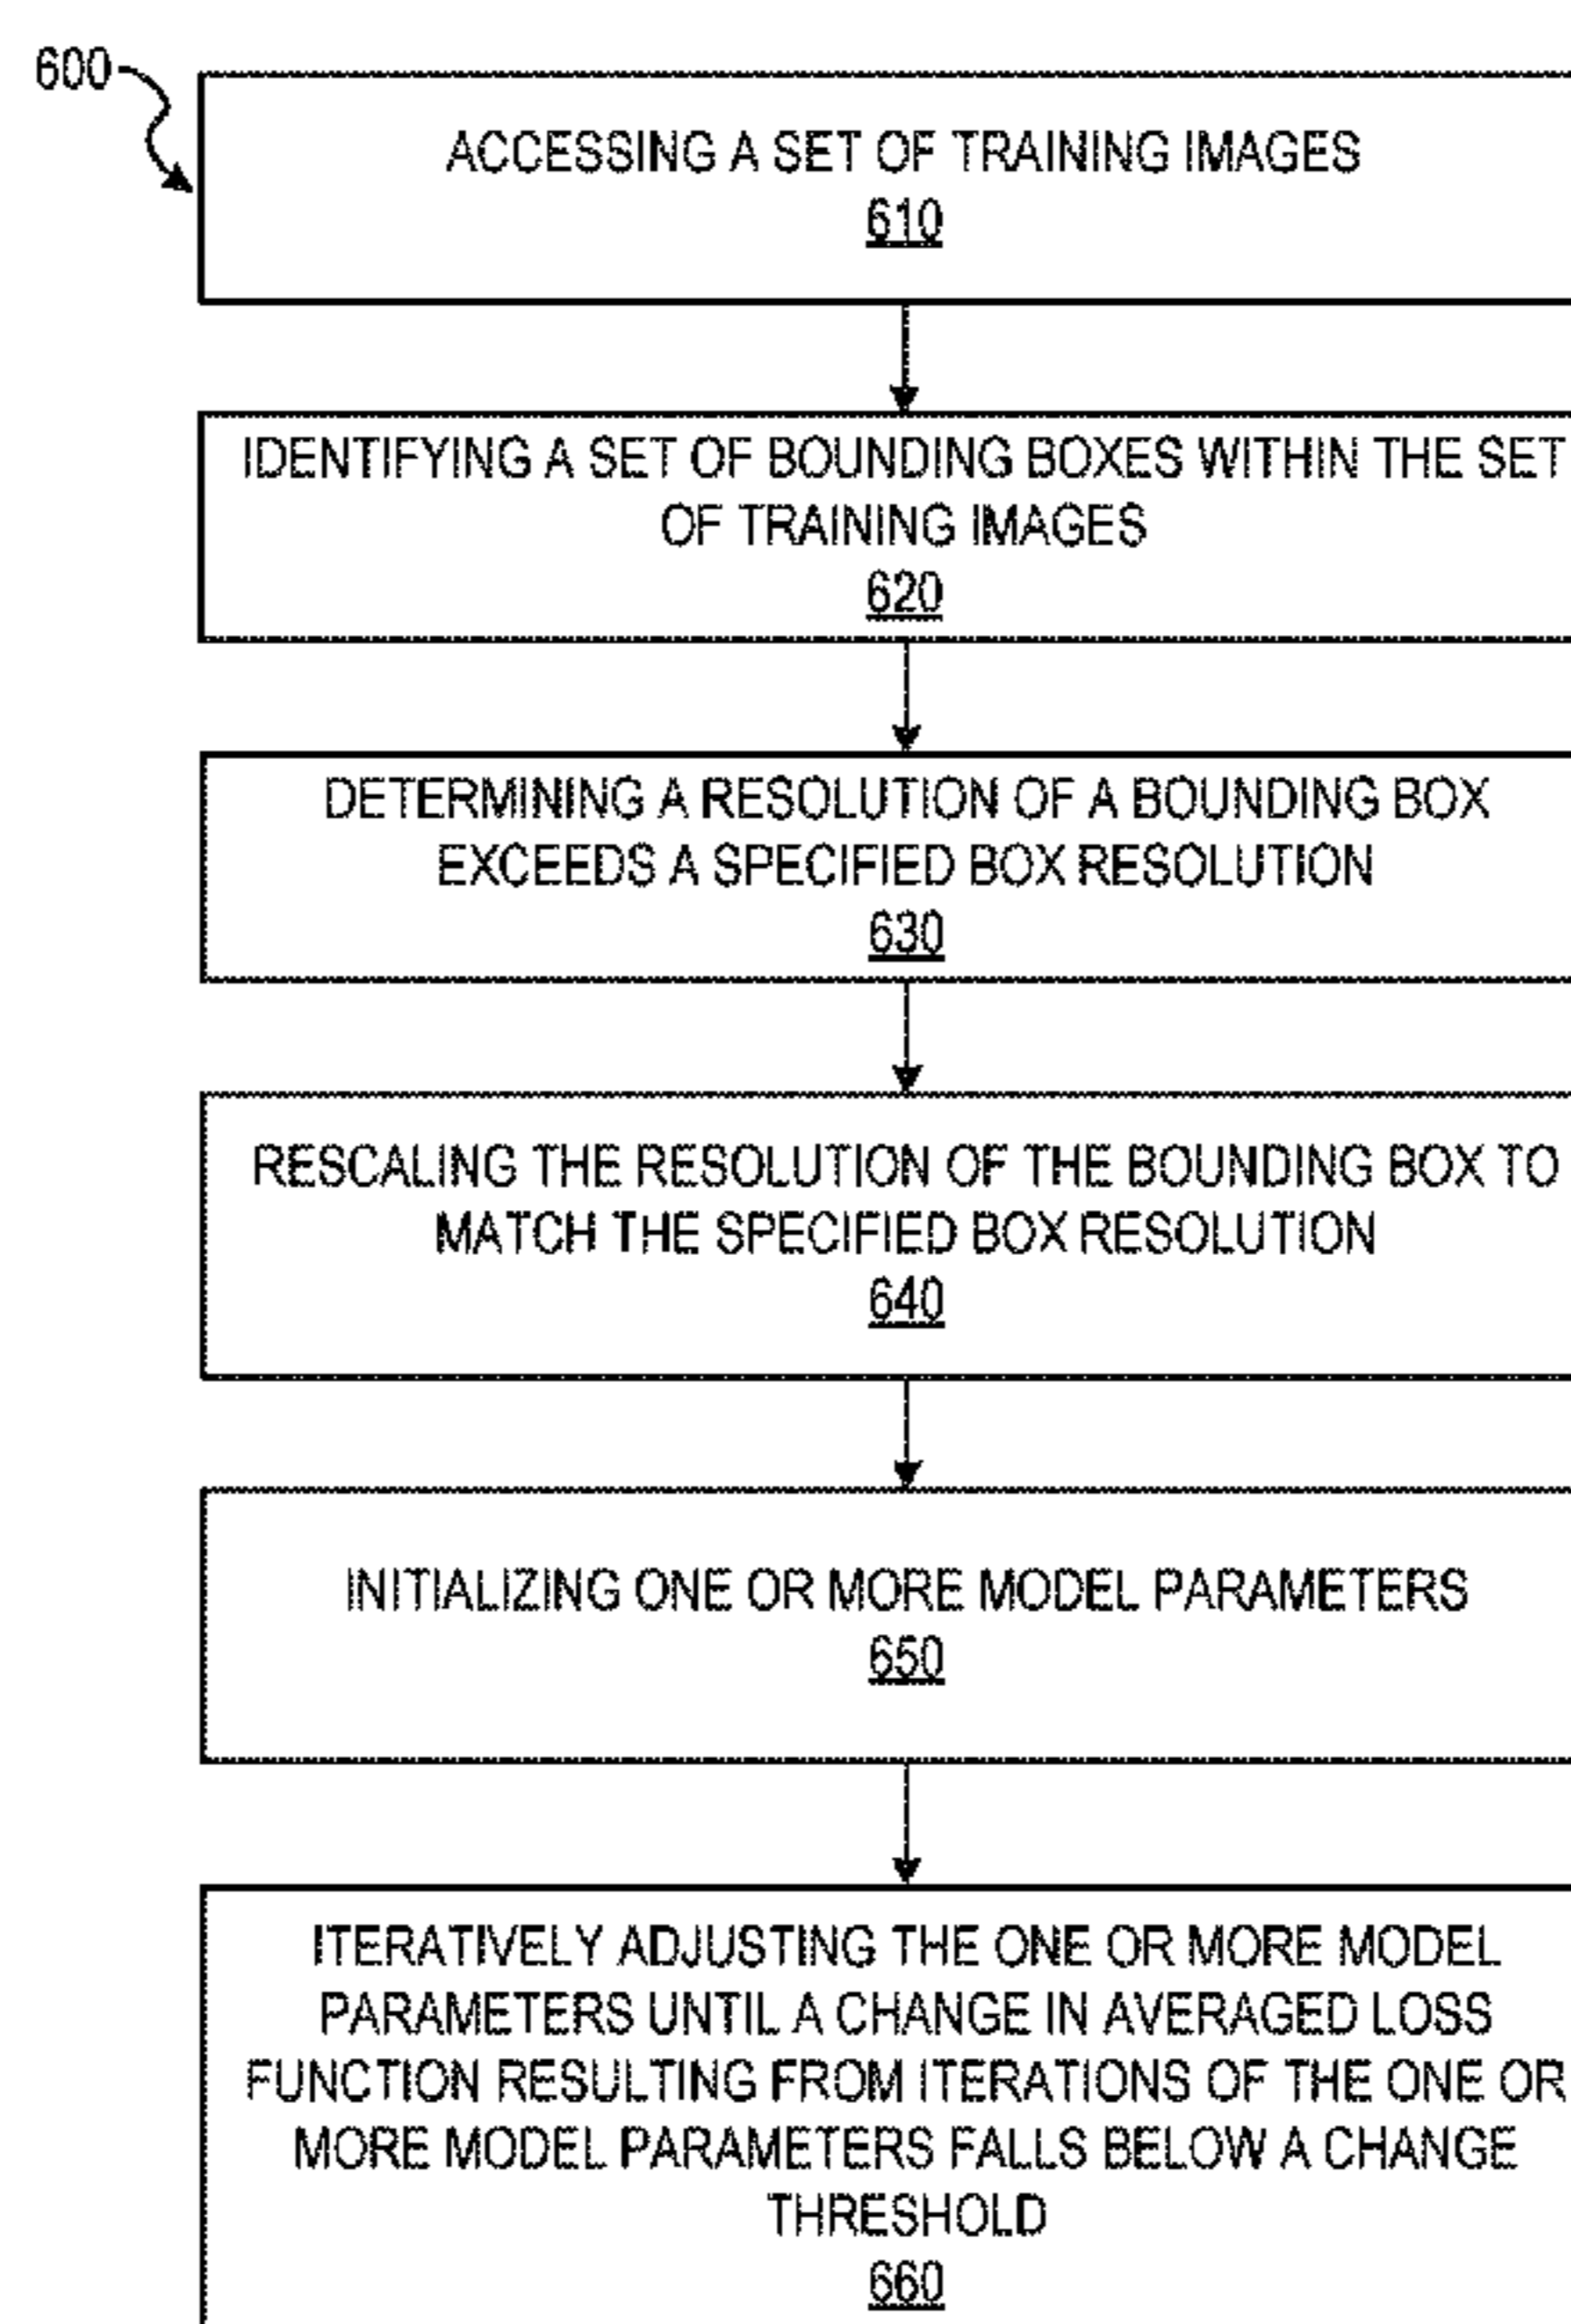 600
ACCESSING A SET OF TRAINING IMAGES
610
IDENTIFYING A SET OF BOUNDING BOXES WITHIN THE SET
OF TRAINING IMAGES
620
DETERMINING A RESOLUTION OF A BOUNDING BOX
EXCEEDS A SPECIFIED BOX RESOLUTION
630
RESCALING THE RESOLUTION OF THE BOUNDING BOX TO
MATCH THE SPECIFIED BOX RESOLUTION
640
INITIALIZING ONE OR MORE MODEL PARAMETERS
650
ITERATIVELY ADJUSTING THE ONE OR MORE MODEL
PARAMETERS UNTIL A CHANGE IN AVERAGED LOSS
FUNCTION RESULTING FROM ITERATIONS OF THE ONE OR
MORE MODEL PARAMETERS FALLS BELOW A CHANGE
THRESHOLD
660